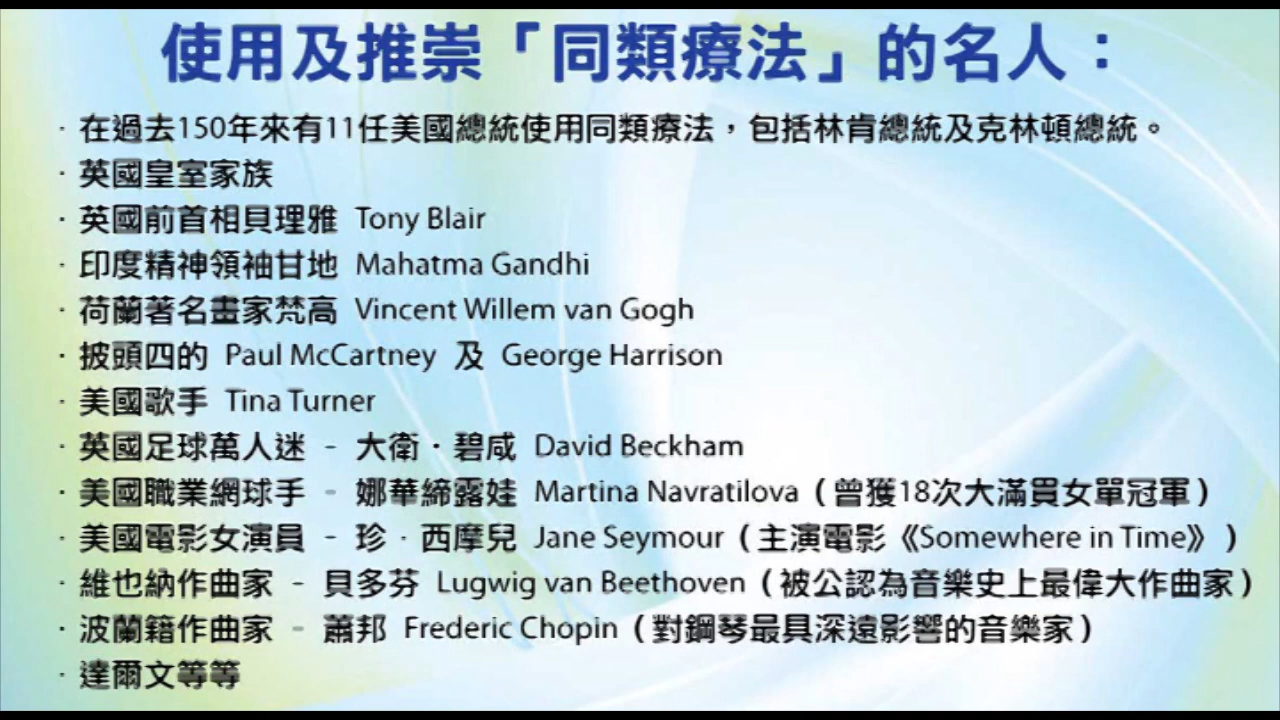 使用及推崇「同類療法」的名人：
· 在過去150年來有11任美國總統使用同類療法，包括林肯總統及克林頓總統。
· 英國皇室家族
· 英國前首相貝理雅 Tony Blair
· 印度精神領袖甘地 Mahatma Gandhi
· 荷蘭著名畫家梵高 Vincent Willem van Gogh
· 披頭四的 Paul McCartney 及 George Harrison
· 美國歌手 Tina Turner
· 英國足球萬人迷 - 大衛·碧咸 David Beckham
· 美國職業網球手 - 娜華締露娃 Martina Navratilova（曾獲18次大滿貫女單冠軍）
· 美國電影女演員 - 珍·西摩兒 Jane Seymour（主演電影《Somewhere in Time》）
· 維也納作曲家 - 貝多芬 Lugwig van Beethoven（被公認為音樂史上最偉大作曲家）
· 波蘭籍作曲家 - 蕭邦 Frederic Chopin（對鋼琴最具深遠影響的音樂家）
· 達爾文等等